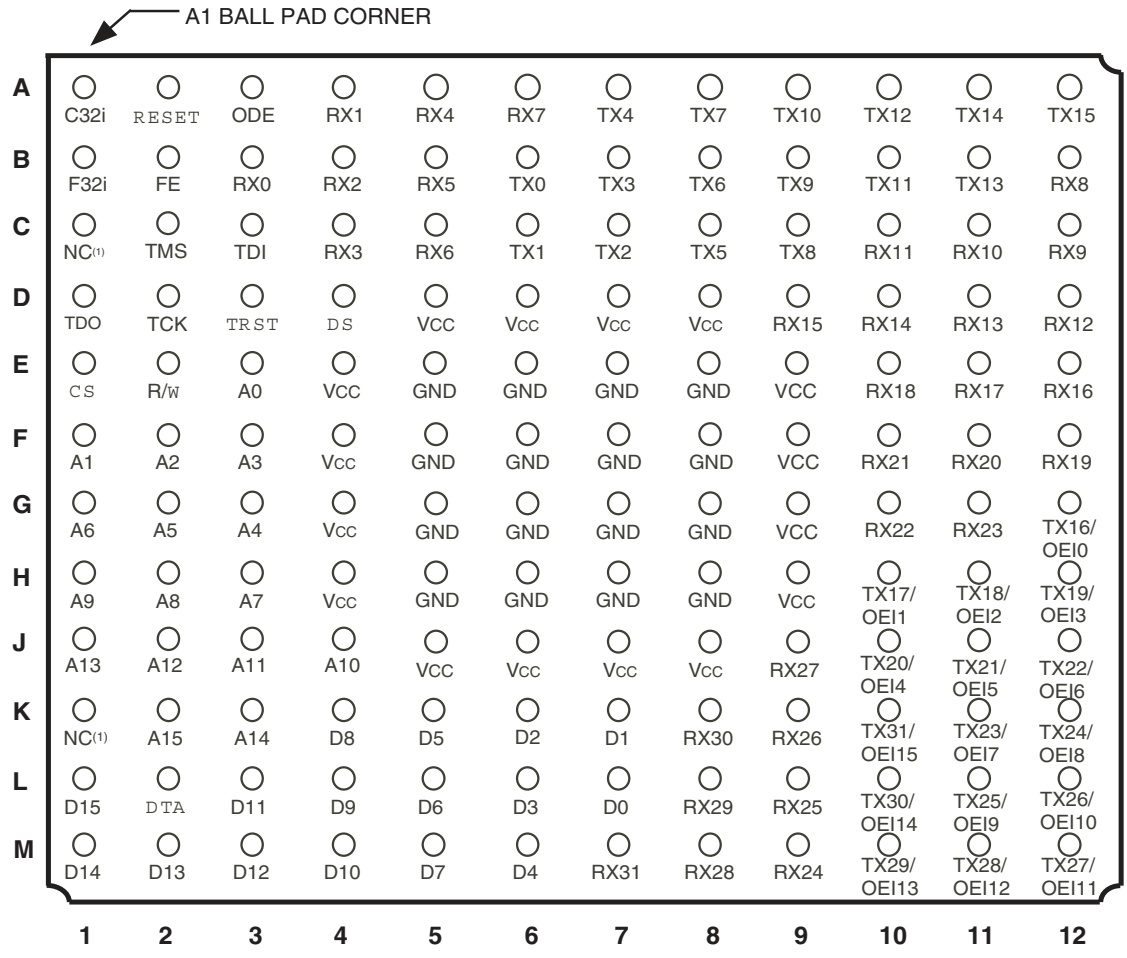 A1 BALL PAD CORNER
A
C32i RESET ODE RX1 RX4 RX7 TX4 TX7 TX10 TX12 TX14 TX15
B
F32i FE RX0 RX2 RX5 TX0 TX3 TX6 TX9 TX11 TX13 RX8
C
NC(1) TMS TDI RX3 RX6 TX1 TX2 TX5 TX8 RX11 RX10 RX9
D
TDO TCK TRST DS VCC VCC VCC VCC RX15 RX14 RX13 RX12
E
CS R/W A0 VCC GND GND GND GND VCC RX18 RX17 RX16
F
A1 A2 A3 VCC GND GND GND GND VCC RX21 RX20 RX19
G
A6 A5 A4 VCC GND GND GND GND VCC RX22 RX23 TX16/
OEI0
H
A9 A8 A7 VCC GND GND GND GND VCC TX17/ TX18/ TX19/
OEI1 OEI2 OEI3
J
A13 A12 A11 A10 VCC VCC VCC VCC RX27 TX20/ TX21/ TX22/
OEI4 OEI5 OEI6
K
NC(1) A15 A14 D8 D5 D2 D1 RX30 RX26 TX31/ TX23/ TX24/
OEI15 OEI7 OEI8
L
D15 DTA D11 D9 D6 D3 D0 RX29 RX25 TX30/ TX25/ TX26/
OEI14 OEI9 OEI10
M
D14 D13 D12 D10 D7 D4 RX31 RX28 RX24 TX29/ TX28/ TX27/
OEI13 OEI12 OEI11
1 2 3 4 5 6 7 8 9 10 11 12